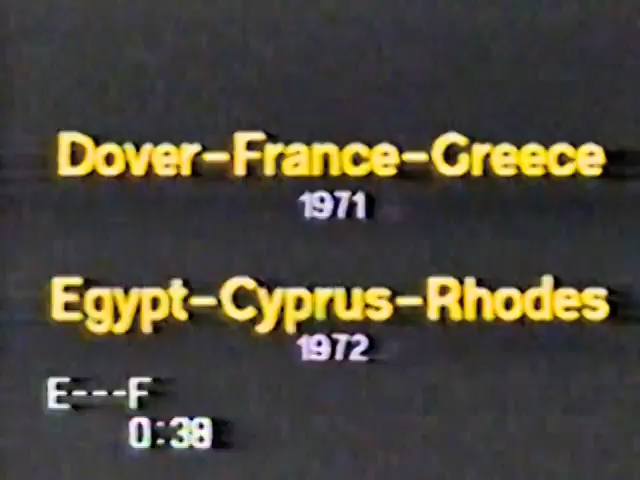 Dover-France-Greece
1971
Egypt-Cyprus-Rhodes
1972
E---F
0:38